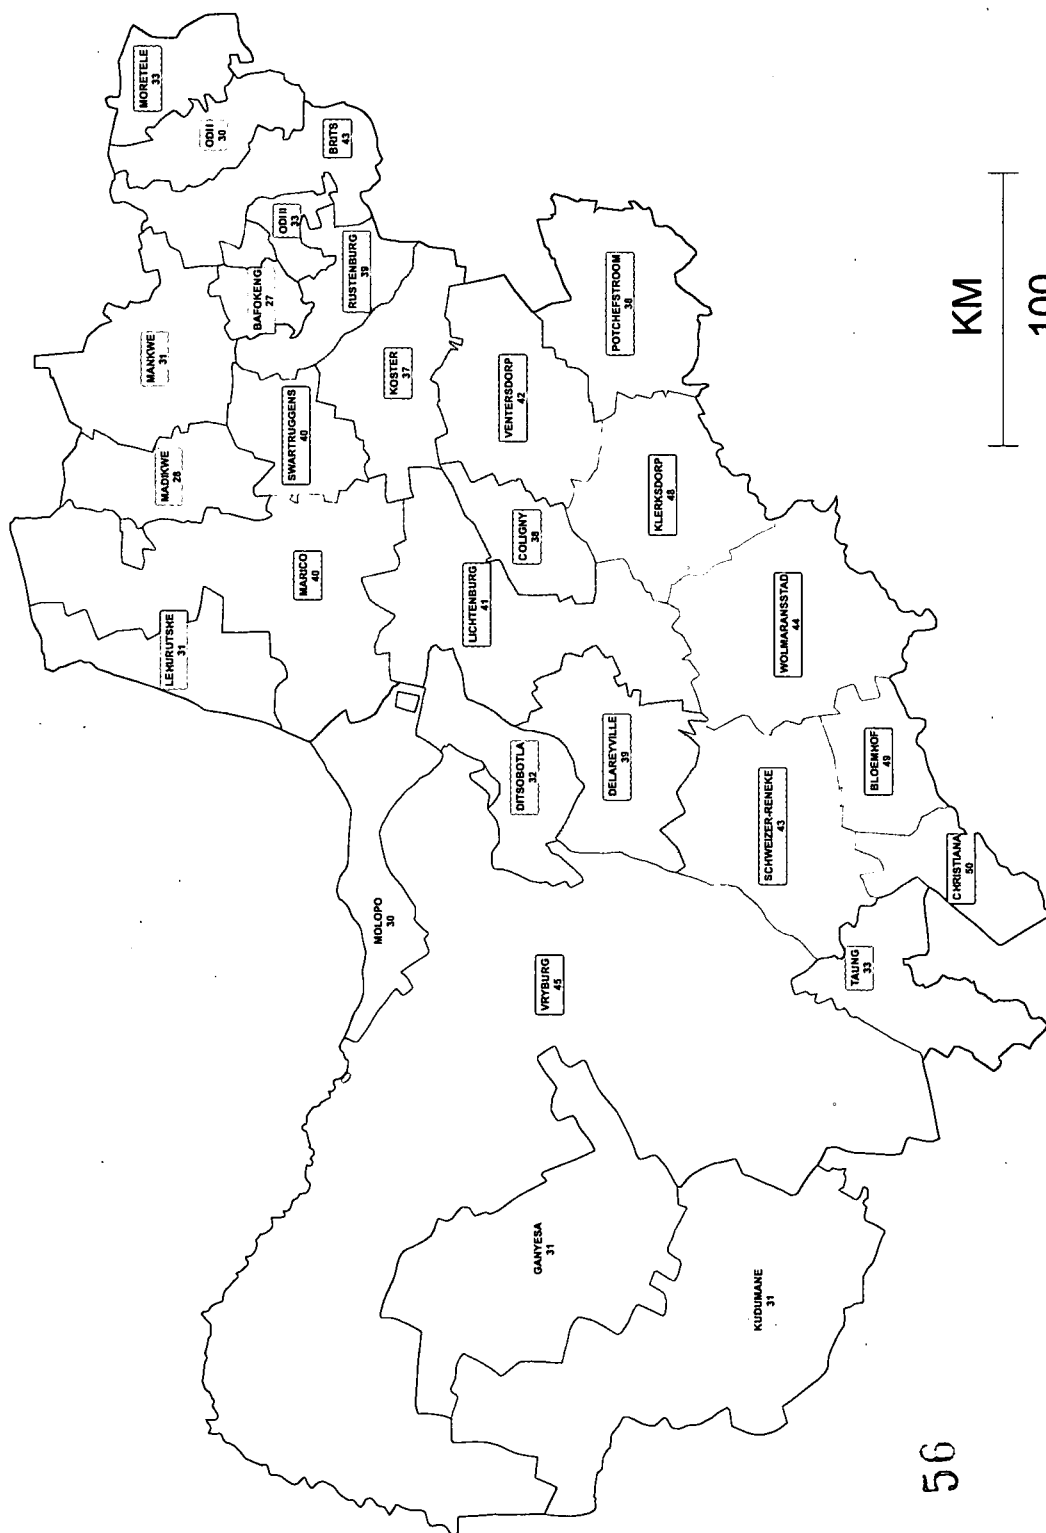 MORETELE
33
MANKWE
31
MADIKWE
28
LEHURUTSHE
31
ODI I
30
BAFOKENG
27
ODI II
33
SWARTRUGGENS
40
MARICO
40
BRITS
43
RUSTENBURG
39
MOLOPO
30
KOSTER
37
LICHTENBURG
41
VENTERSDORP
42
DITSOBOTLA
32
COLIGNY
38
GANYESA
31
VRYBURG
45
DELAREYVILLE
39
POTCHEFSTROOM
38
KLERKSDORP
48
KUDUMANE
31
SCHWEIZER-RENEKE
43
WOLMARANSSTAD
44
TAUNG
33
BLOEMHOF
49
CHRISTIANA
50
56
KM
100